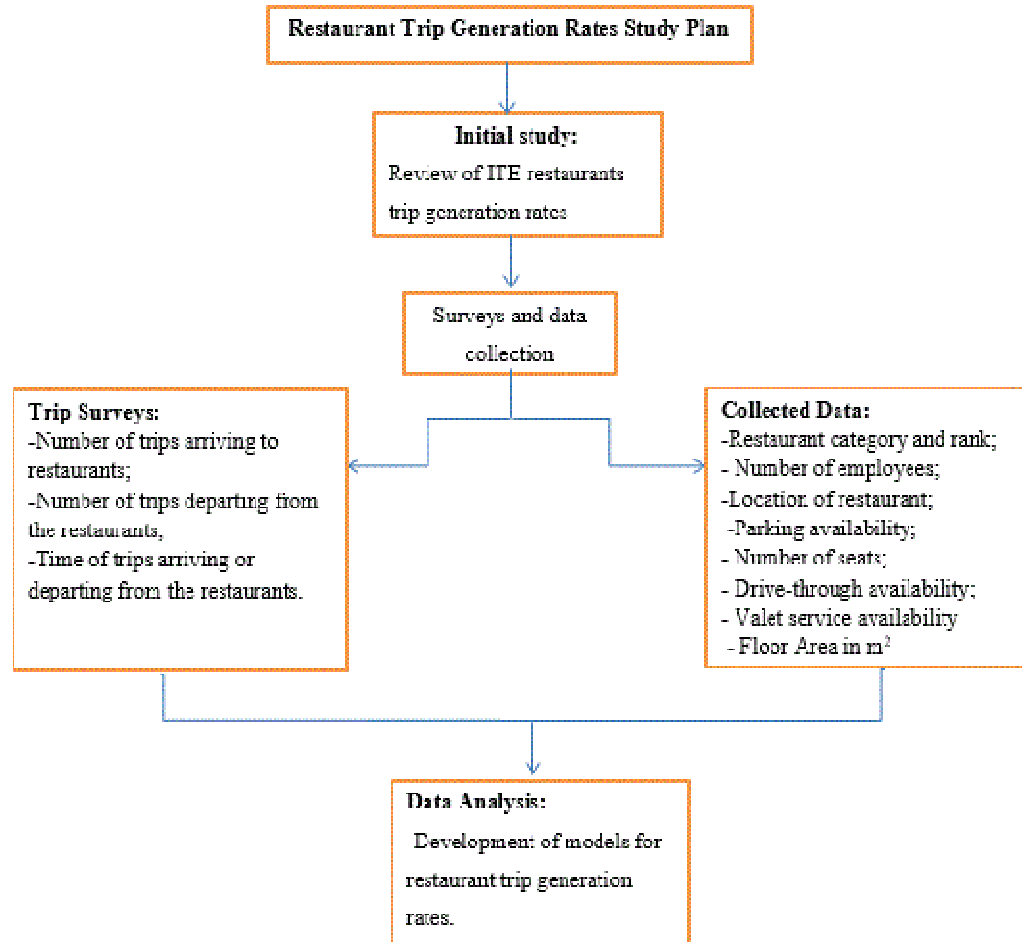 Restaurant Trip Generation Rates Study Plan
Initial study:
Review of ITE restaurants
trip generation rates
Surveys and data
collection
Trip Surveys:
-Number of trips arriving to
restaurants;
-Number of trips departing from
the restaurants;
-Time of trips arriving or
departing from the restaurants.
Collected Data:
-Restaurant category and rank;
- Number of employees;
-Location of restaurant;
-Parking availability;
- Number of seats;
- Drive-through availability;
- Valet service availability
- Floor Area in m²
Data Analysis:
Development of models for
restaurant trip generation
rates.